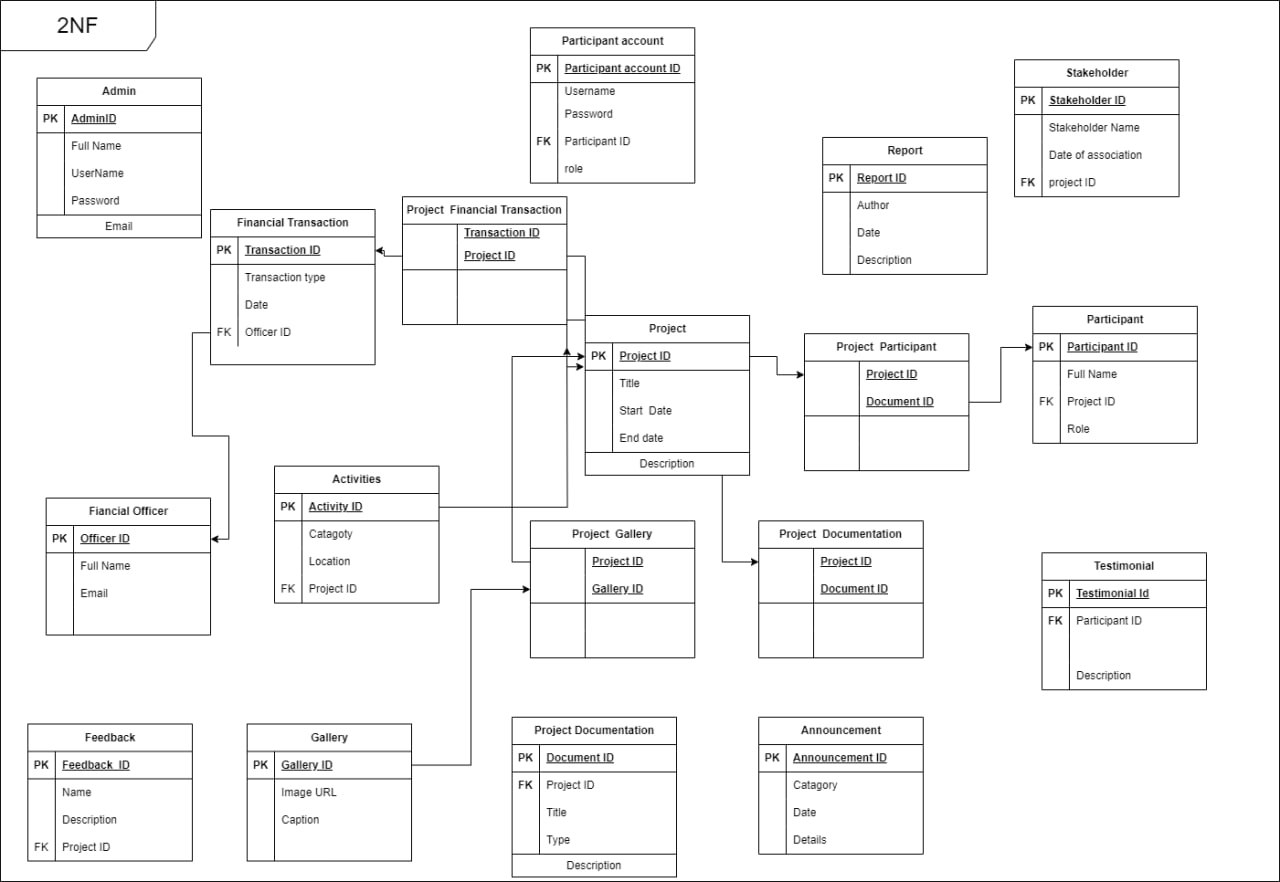 2NF
Admin
PK AdminID
Full Name
UserName
Password
Email
Participant account
PK Participant account ID
Username
Password
FK Participant ID
role
Stakeholder
PK Stakeholder ID
Stakeholder Name
Date of association
FK project ID
Report
PK Report ID
Author
Date
Description
Financial Transaction
PK Transaction ID
Transaction type
Date
FK Officer ID
Project Financial Transaction
Transaction ID
Project ID
Project
PK Project ID
Title
Start Date
End date
Description
Project Participant
Project ID
Document ID
Participant
PK Participant ID
Full Name
FK Project ID
Role
Fiancial Officer
PK Officer ID
Full Name
Email
Activities
PK Activity ID
Catagoty
Location
FK Project ID
Project Gallery
Project ID
Gallery ID
Project Documentation
Project ID
Document ID
Testimonial
PK Testimonial Id
FK Participant ID
Description
Feedback
PK Feedback ID
Name
Description
FK Project ID
Gallery
PK Gallery ID
Image URL
Caption
Project Documentation
PK Document ID
FK Project ID
Title
Type
Description
Announcement
PK Announcement ID
Catagory
Date
Details